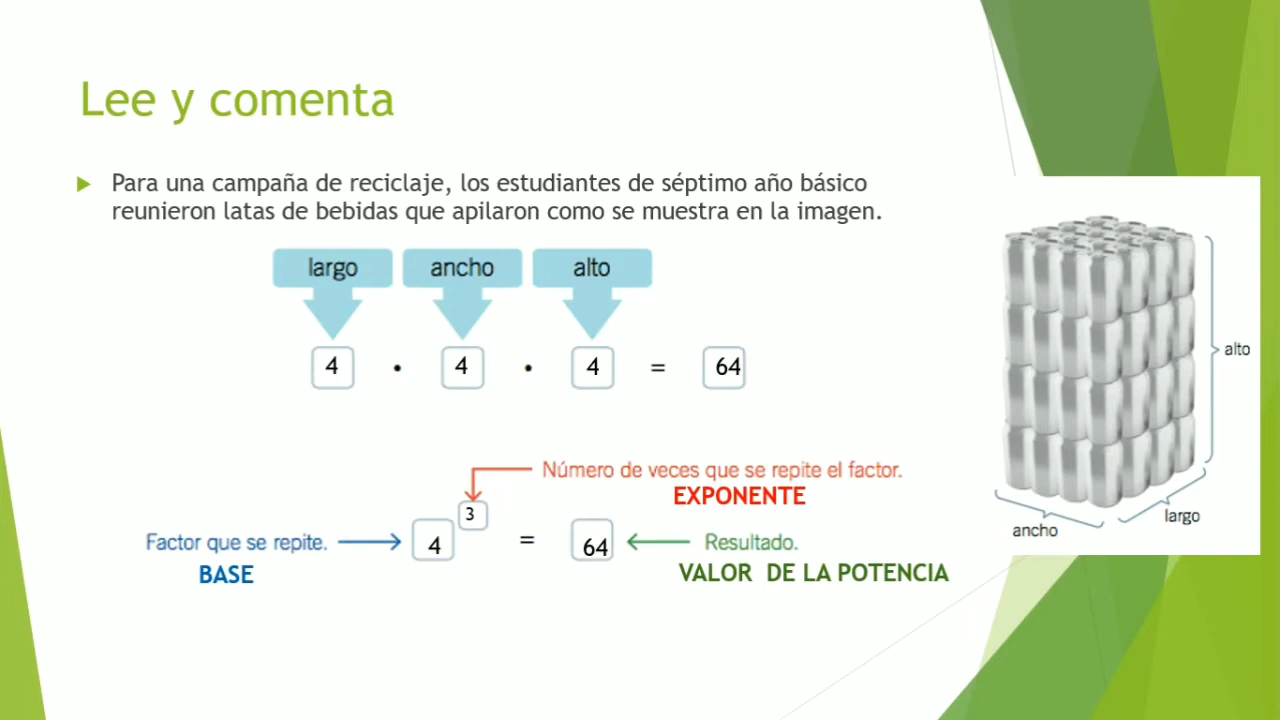 Lee y comenta
Para una campaña de reciclaje, los estudiantes de séptimo año básico
reunieron latas de bebidas que apilaron como se muestra en la imagen.
largo ancho alto
4 • 4 • 4 = 64
alto
ancho
largo
Número de veces que se repite el factor.
EXPONENTE
3
Factor que se repite. 4 = 64 Resultado.
BASE
VALOR DE LA POTENCIA